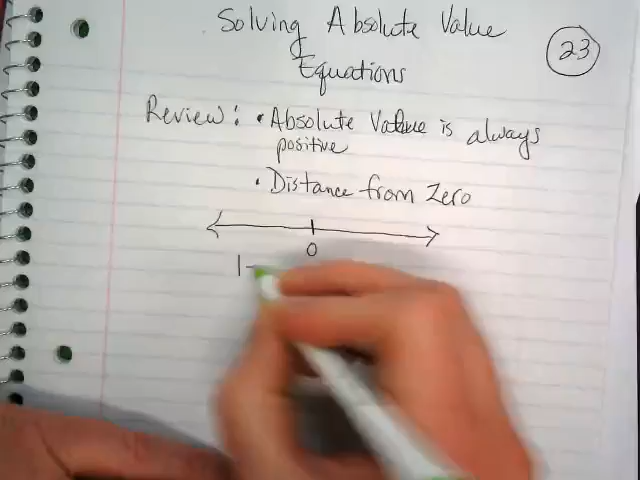 Solving Absolute Value
Equations
23
Review: • Absolute Value is always
positive
• Distance from Zero
0
|-